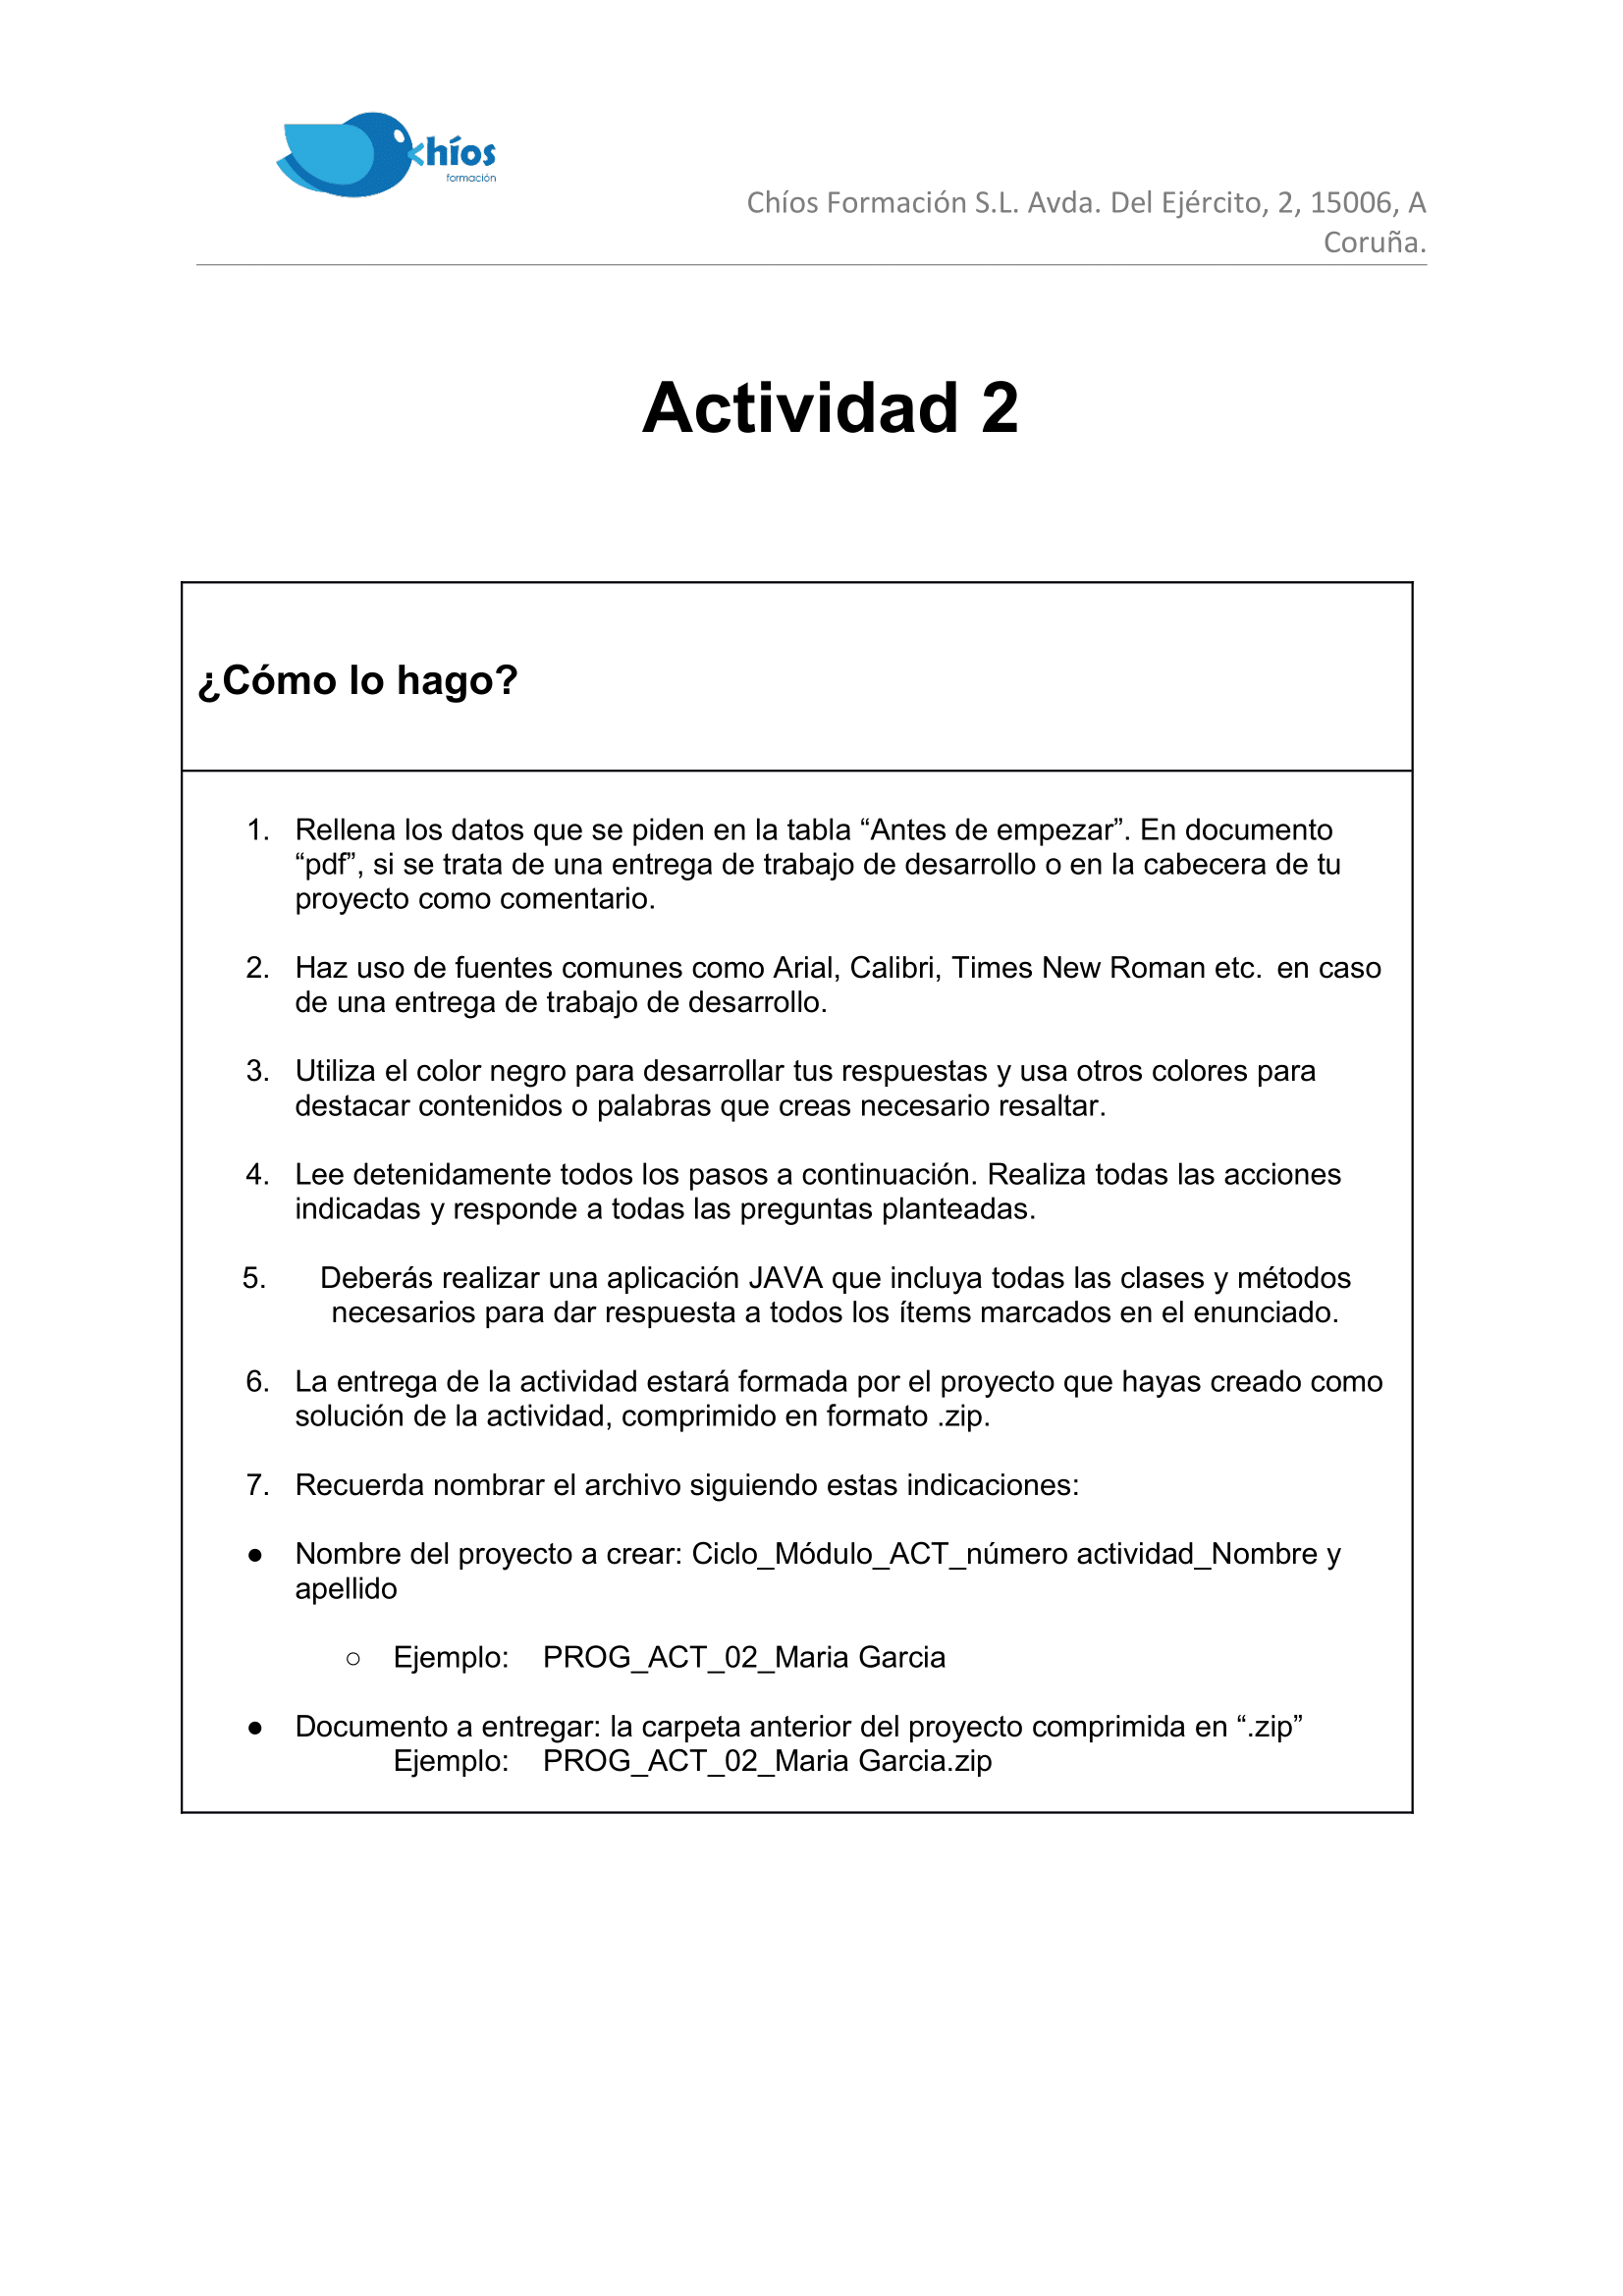 híos
formación
Chíos Formación S.L. Avda. Del Ejército, 2, 15006, A
Coruña.
Actividad 2
¿Cómo lo hago?
1. Rellena los datos que se piden en la tabla “Antes de empezar”. En documento
“pdf”, si se trata de una entrega de trabajo de desarrollo o en la cabecera de tu
proyecto como comentario.
2. Haz uso de fuentes comunes como Arial, Calibri, Times New Roman etc. en caso
de una entrega de trabajo de desarrollo.
3. Utiliza el color negro para desarrollar tus respuestas y usa otros colores para
destacar contenidos o palabras que creas necesario resaltar.
4. Lee detenidamente todos los pasos a continuación. Realiza todas las acciones
indicadas y responde a todas las preguntas planteadas.
5. Deberás realizar una aplicación JAVA que incluya todas las clases y métodos
necesarios para dar respuesta a todos los ítems marcados en el enunciado.
6. La entrega de la actividad estará formada por el proyecto que hayas creado como
solución de la actividad, comprimido en formato .zip.
7. Recuerda nombrar el archivo siguiendo estas indicaciones:
● Nombre del proyecto a crear: Ciclo_Módulo_ACT_número actividad_Nombre y
apellido
○ Ejemplo: PROG_ACT_02_Maria Garcia
● Documento a entregar: la carpeta anterior del proyecto comprimida en “.zip”
Ejemplo: PROG_ACT_02_Maria Garcia.zip